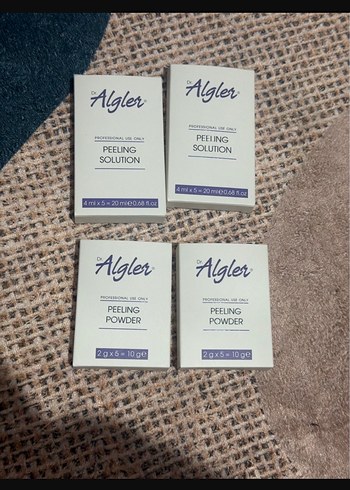 Dr.
Algler®
PROFESSIONAL USE ONLY
PEELING
SOLUTION
4 ml x 5 = 20 ml℮0.68 fl.oz
Dr.
Algler®
PROFESSIONAL USE ONLY
PEELING
SOLUTION
4 ml x 5 = 20 ml℮0.68 fl.oz
Dr.
Algler®
PROFESSIONAL USE ONLY
PEELING
POWDER
2 g x 5 = 10 g℮
Dr.
Algler®
PROFESSIONAL USE ONLY
PEELING
POWDER
2 g x 5 = 10 g℮